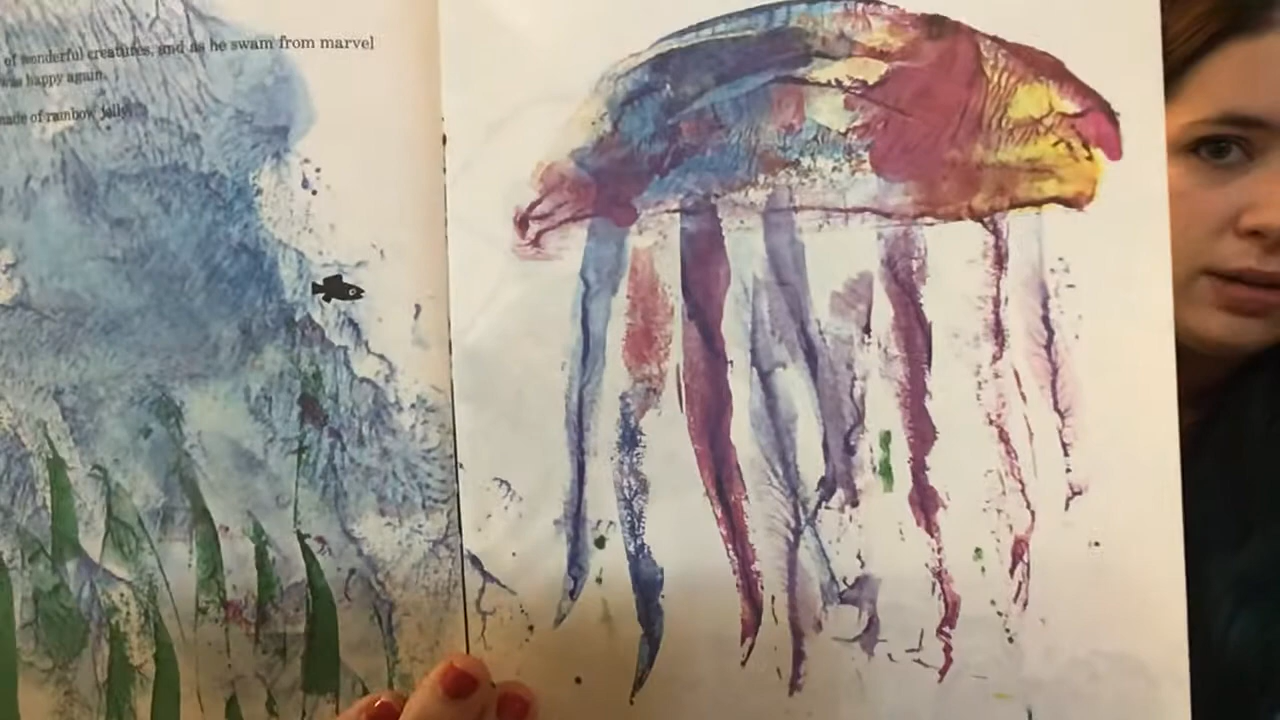 of wonderful creatures, and as he swam from marvel
was happy again.
made of rainbow jelly.